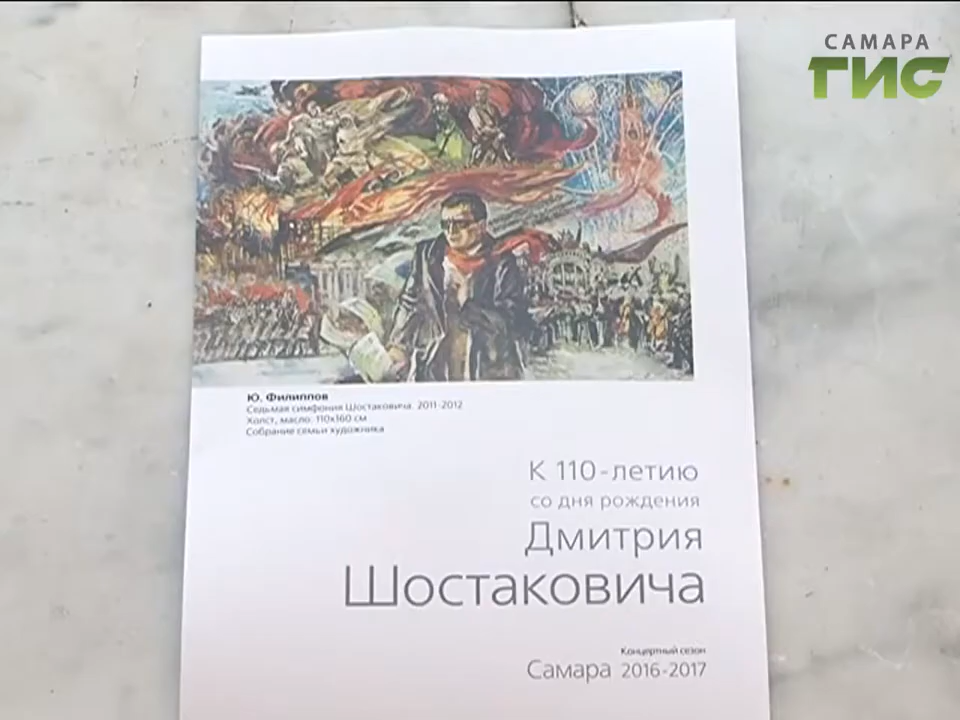 САМАРА
ГИС
Ю. Филиппов
Седьмая симфония Шостаковича. 2011-2012
Холст, масло. 110х160 см
Собрание семьи художника
К 110-летию
со дня рождения
Дмитрия
Шостаковича
Концертный сезон
Самара 2016-2017